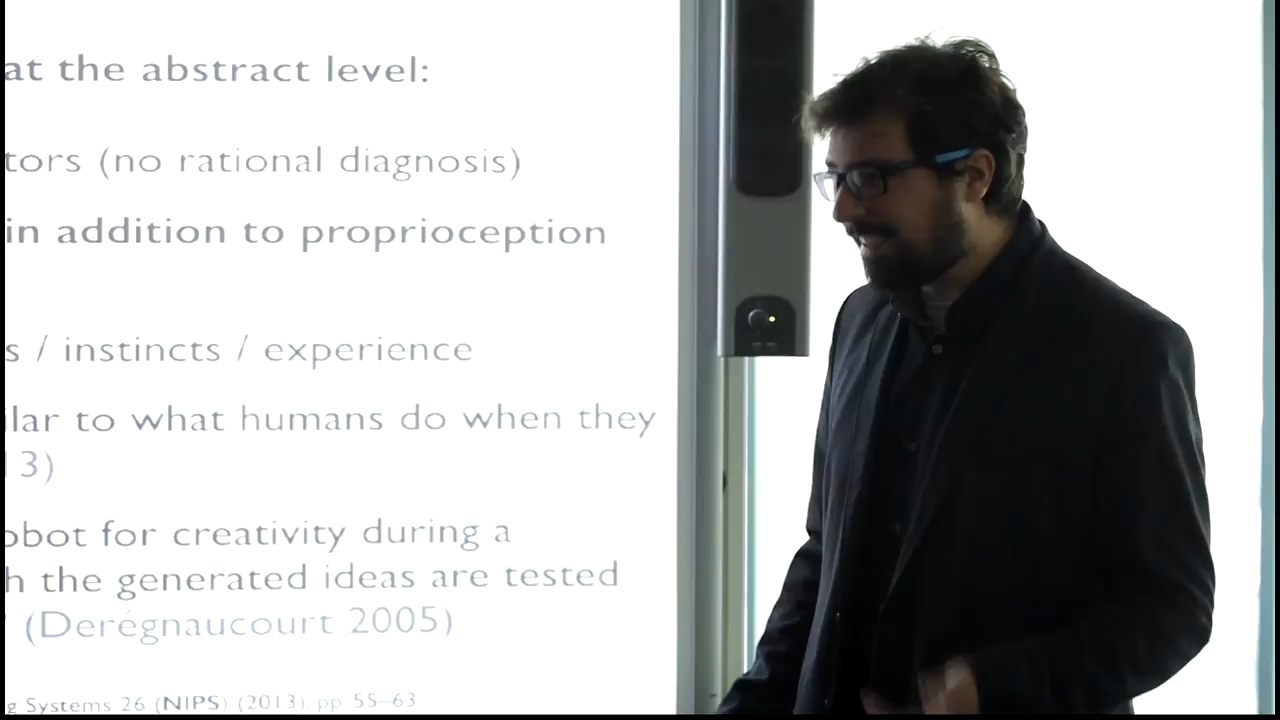 at the abstract level:
tors (no rational diagnosis)
in addition to proprioception
s / instincts / experience
ilar to what humans do when they
13)
obot for creativity during a
h the generated ideas are tested
(Derégnaucourt 2005)
g Systems 26 (NIPS) (2013), pp 55–63